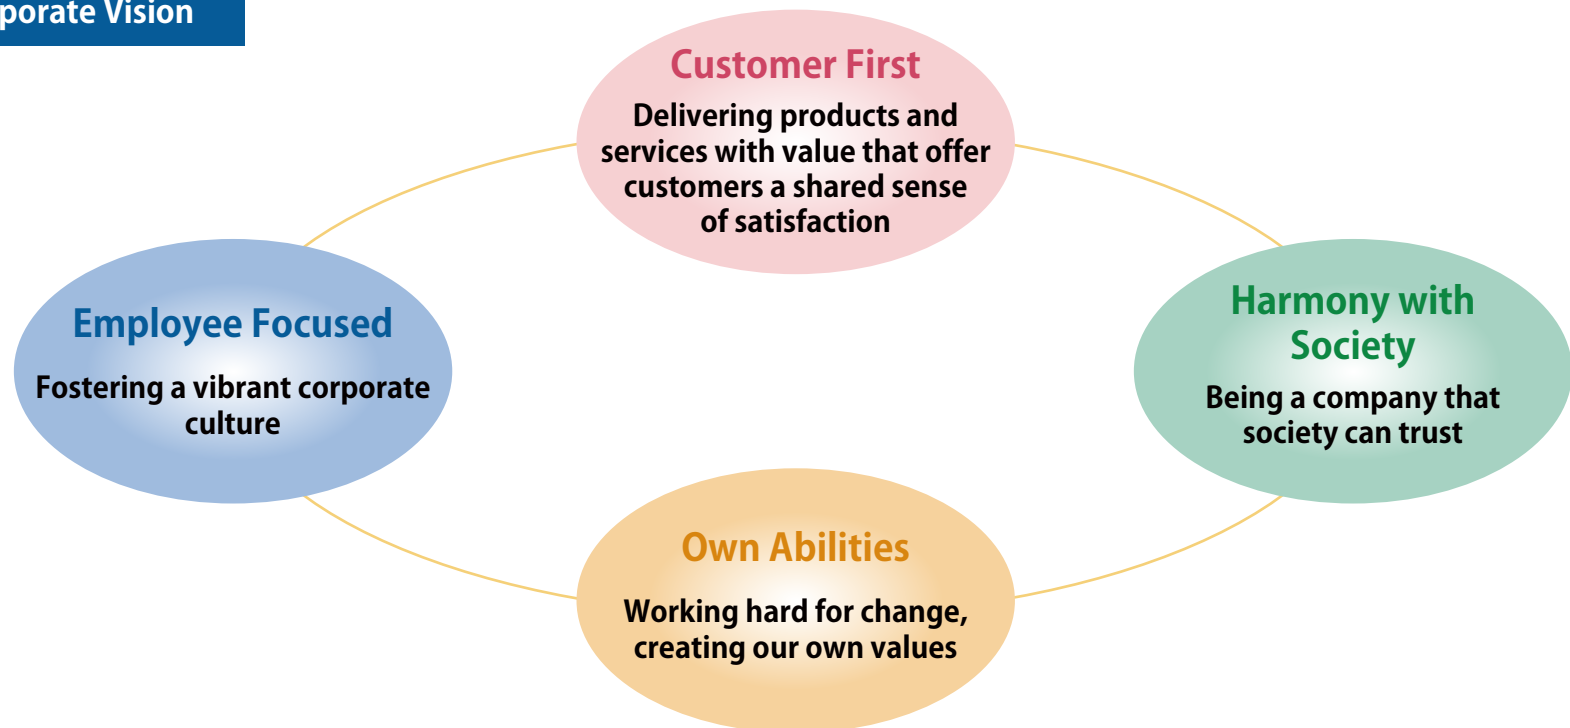 porate Vision
Customer First
Delivering products and
services with value that offer
customers a shared sense
of satisfaction
Employee Focused
Fostering a vibrant corporate
culture
Harmony with
Society
Being a company that
society can trust
Own Abilities
Working hard for change,
creating our own values